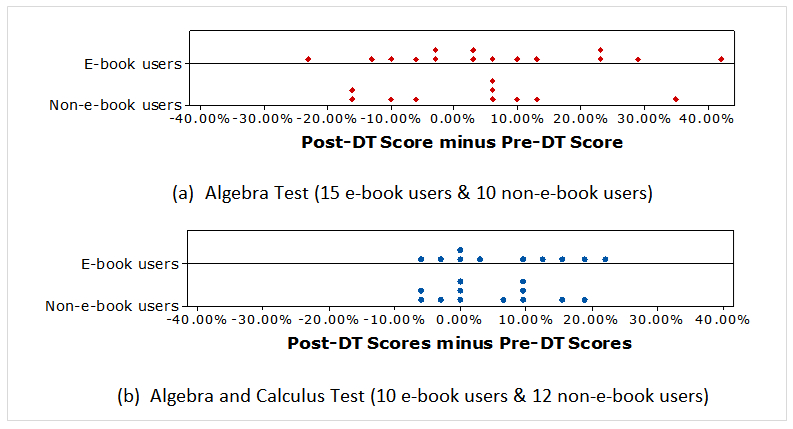 E-book users
Non-e-book users
-40.00% -30.00% -20.00% -10.00% 0.00% 10.00% 20.00% 30.00% 40.00%
Post-DT Score minus Pre-DT Score
(a) Algebra Test (15 e-book users & 10 non-e-book users)
E-book users
Non-e-book users
-40.00% -30.00% -20.00% -10.00% 0.00% 10.00% 20.00% 30.00% 40.00%
Post-DT Scores minus Pre-DT Scores
(b) Algebra and Calculus Test (10 e-book users & 12 non-e-book users)